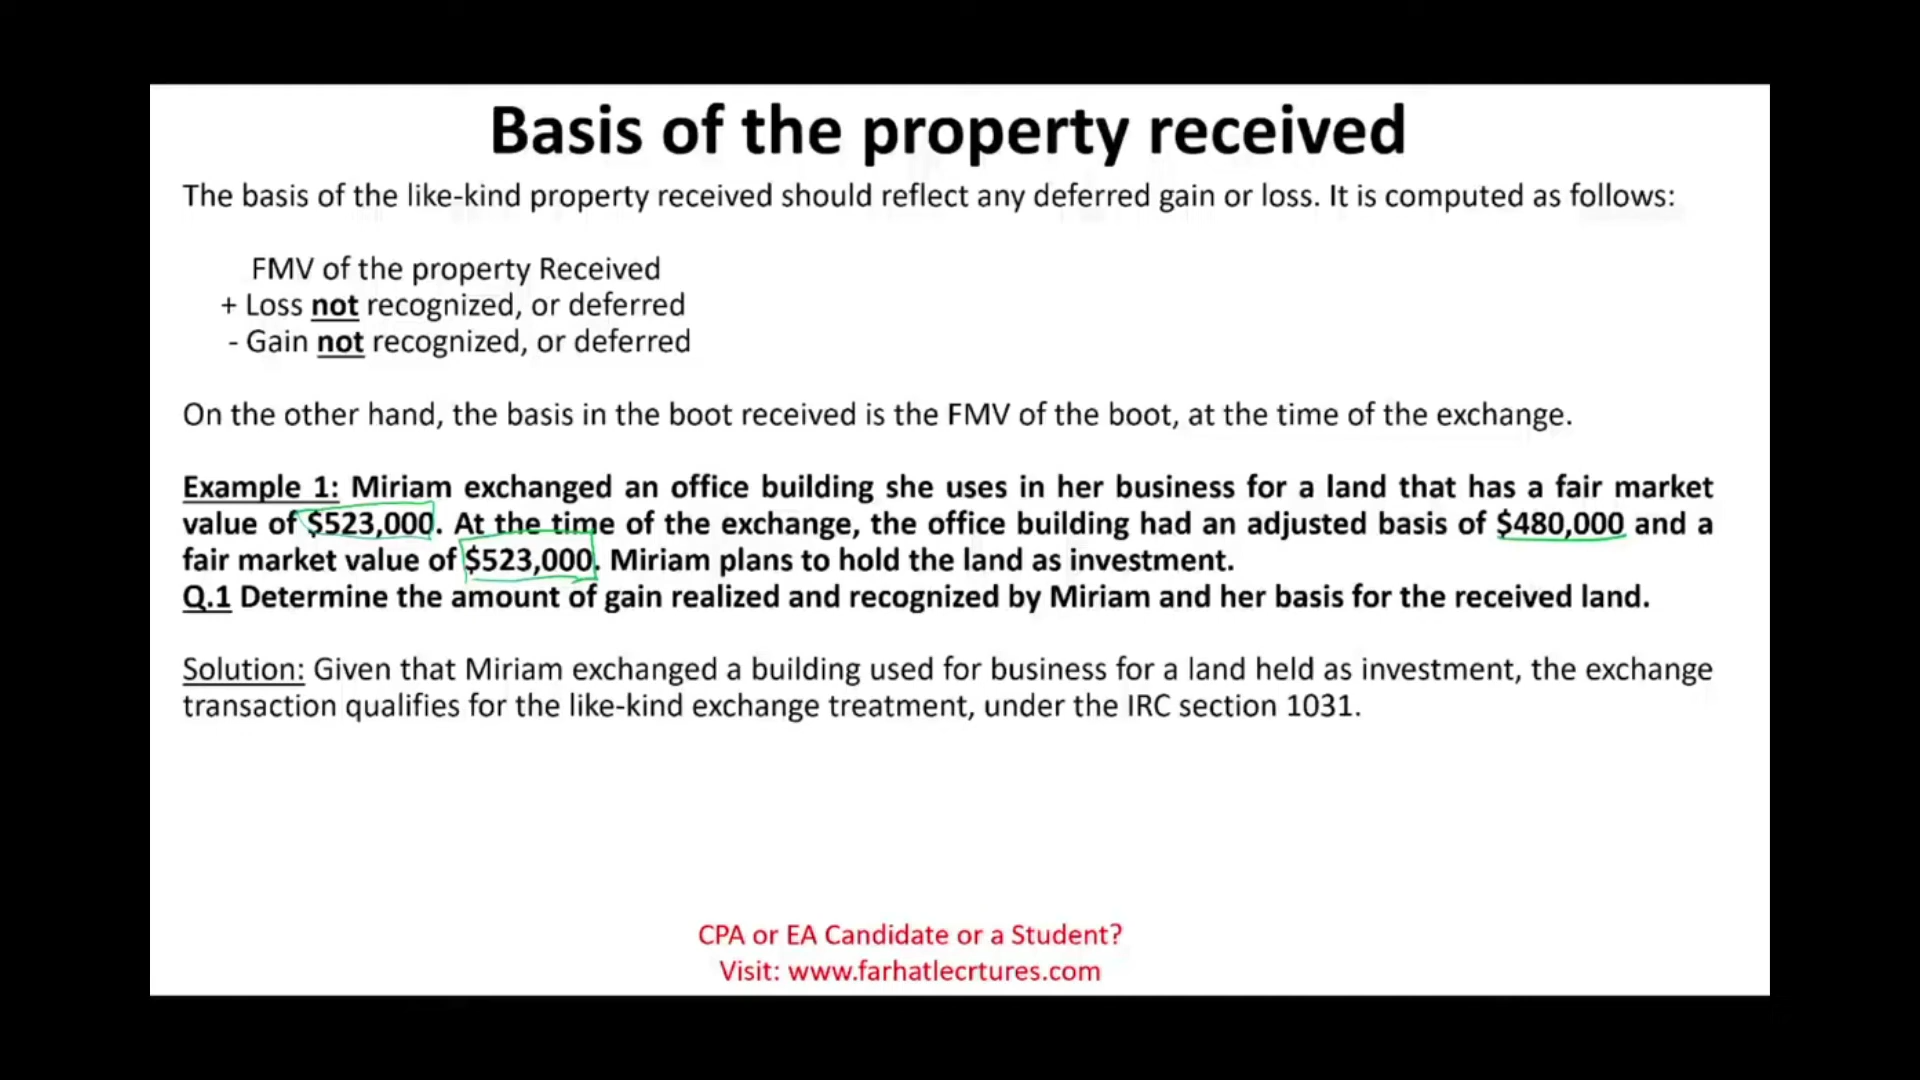 Basis of the property received
The basis of the like-kind property received should reflect any deferred gain or loss. It is computed as follows:
FMV of the property Received
+ Loss not recognized, or deferred
- Gain not recognized, or deferred
On the other hand, the basis in the boot received is the FMV of the boot, at the time of the exchange.
Example 1: Miriam exchanged an office building she uses in her business for a land that has a fair market
value of $523,000. At the time of the exchange, the office building had an adjusted basis of $480,000 and a
fair market value of $523,000. Miriam plans to hold the land as investment.
Q.1 Determine the amount of gain realized and recognized by Miriam and her basis for the received land.
Solution: Given that Miriam exchanged a building used for business for a land held as investment, the exchange
transaction qualifies for the like-kind exchange treatment, under the IRC section 1031.
CPA or EA Candidate or a Student?
Visit: www.farhatlecrtures.com